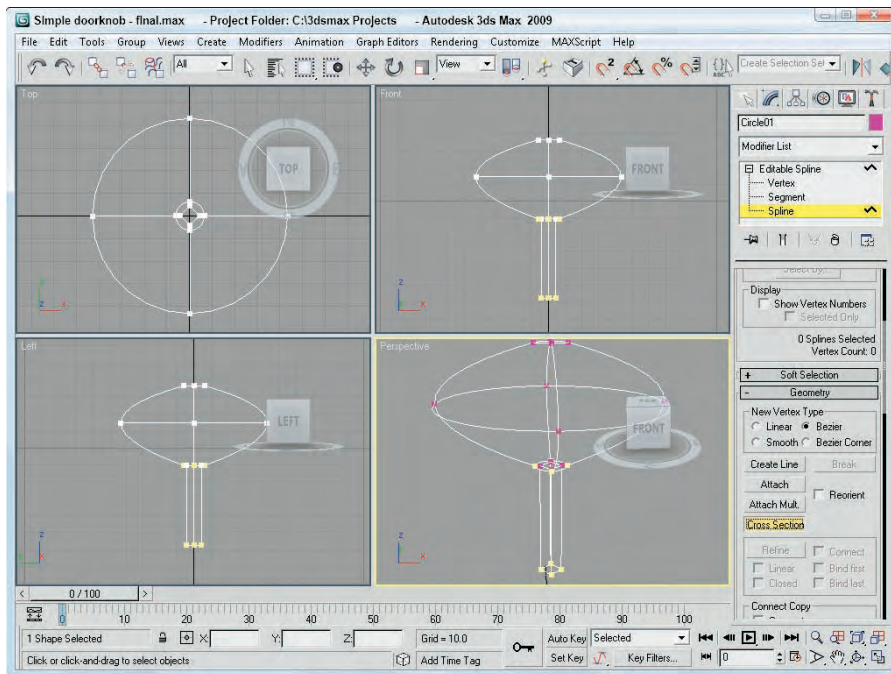 SImple doorknob - fInal.max - Project Folder: C:\3dsmax Projects - Autodesk 3ds Max 2009
File Edit Tools Group Views Create Modifiers Animation Graph Editors Rendering Customize MAXScript Help
All View Create Selection Set
Top
TOP
Front
FRONT
Circle01
Modifier List
Editable Spline
Vertex
Segment
Spline
Select By...
Display
Show Vertex Numbers
Selected Only
0 Splines Selected
Vertex Count: 0
+ Soft Selection
- Geometry
New Vertex Type
Linear Bezier
Smooth Bezier Corner
Create Line Break
Attach
Reorient
Attach Mult.
Cross Section
Refine Connect
Linear Bind first
Closed Bind last
Connect Copy
Left
LEFT
Perspective
FRONT
z
x
< 0 / 100 >
0 10 20 30 40 50 60 70 80 90 100
1 Shape Selected X: Y: Z: Grid = 10.0 Auto Key Selected
Click or click-and-drag to select objects Add Time Tag Set Key Key Filters... 0